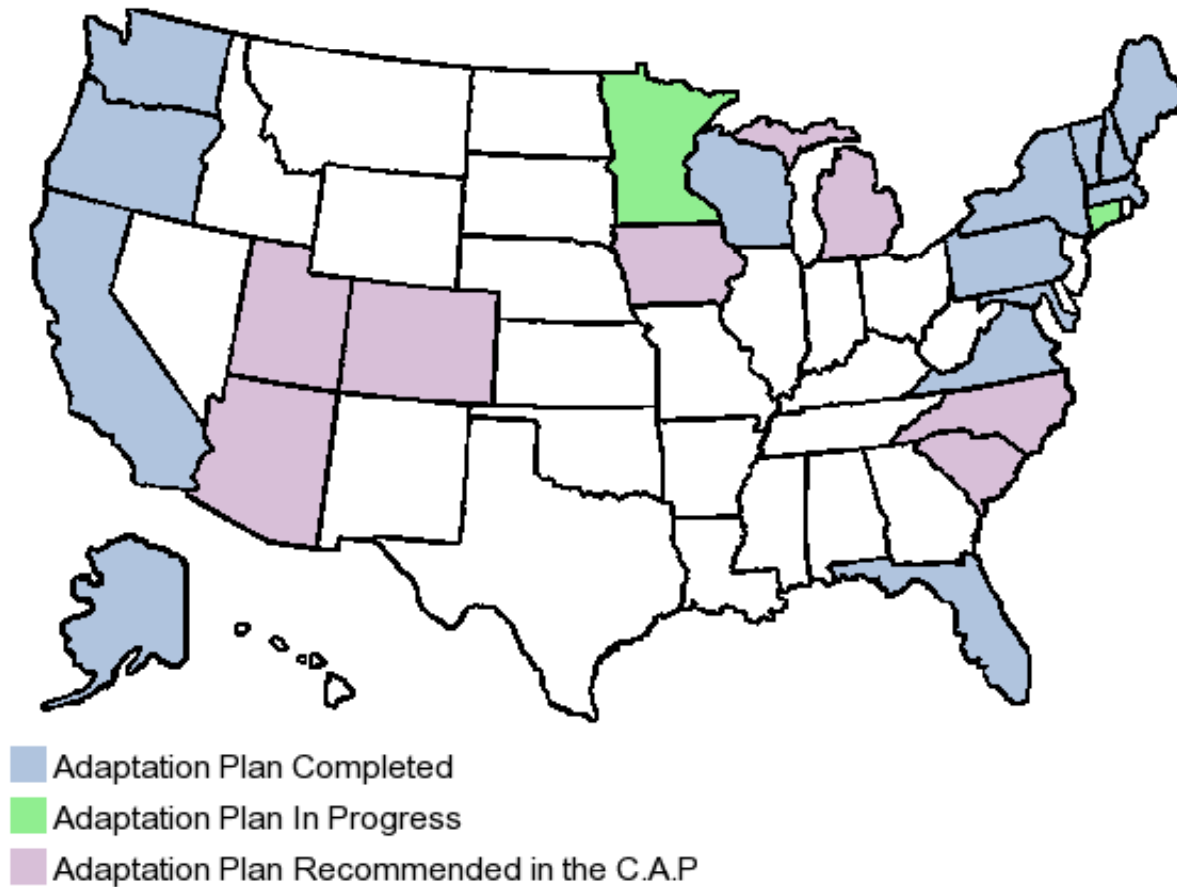 Adaptation Plan Completed
Adaptation Plan In Progress
Adaptation Plan Recommended in the C.A.P